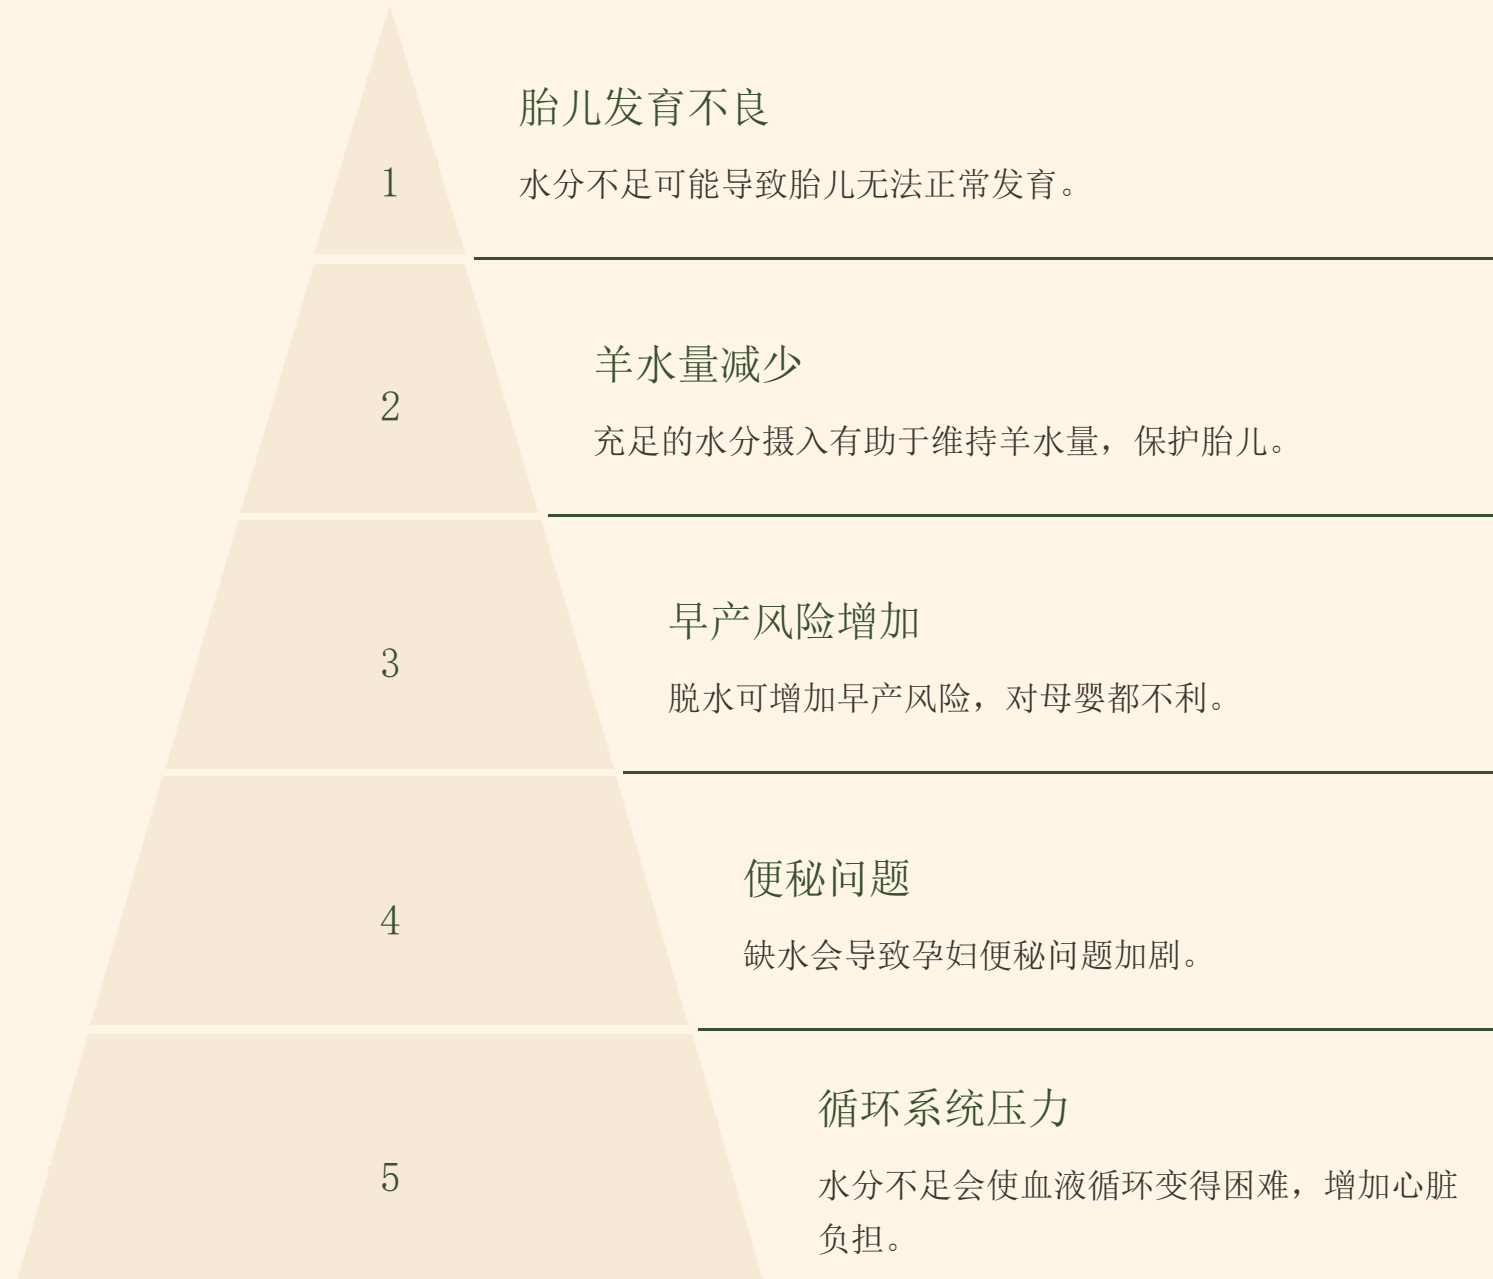 胎儿发育不良
1
水分不足可能导致胎儿无法正常发育。
羊水量减少
2
充足的水分摄入有助于维持羊水量，保护胎儿。
早产风险增加
3
脱水可增加早产风险，对母婴都不利。
便秘问题
4
缺水会导致孕妇便秘问题加剧。
循环系统压力
5
水分不足会使血液循环变得困难，增加心脏
负担。